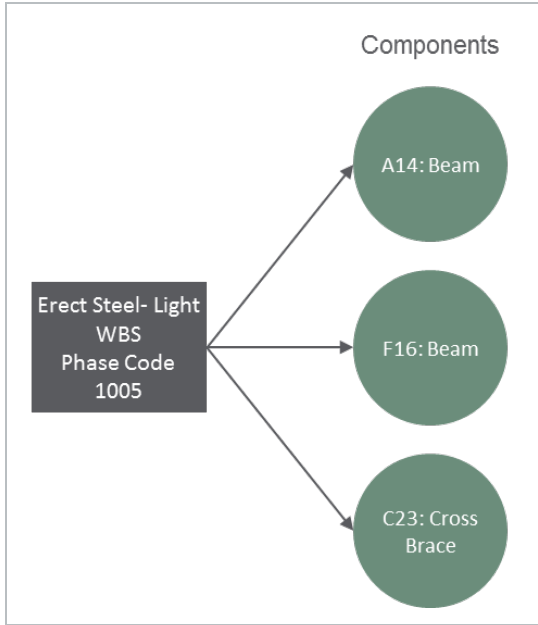 Components
A14: Beam
Erect Steel- Light
WBS
Phase Code
1005
F16: Beam
C23: Cross
Brace